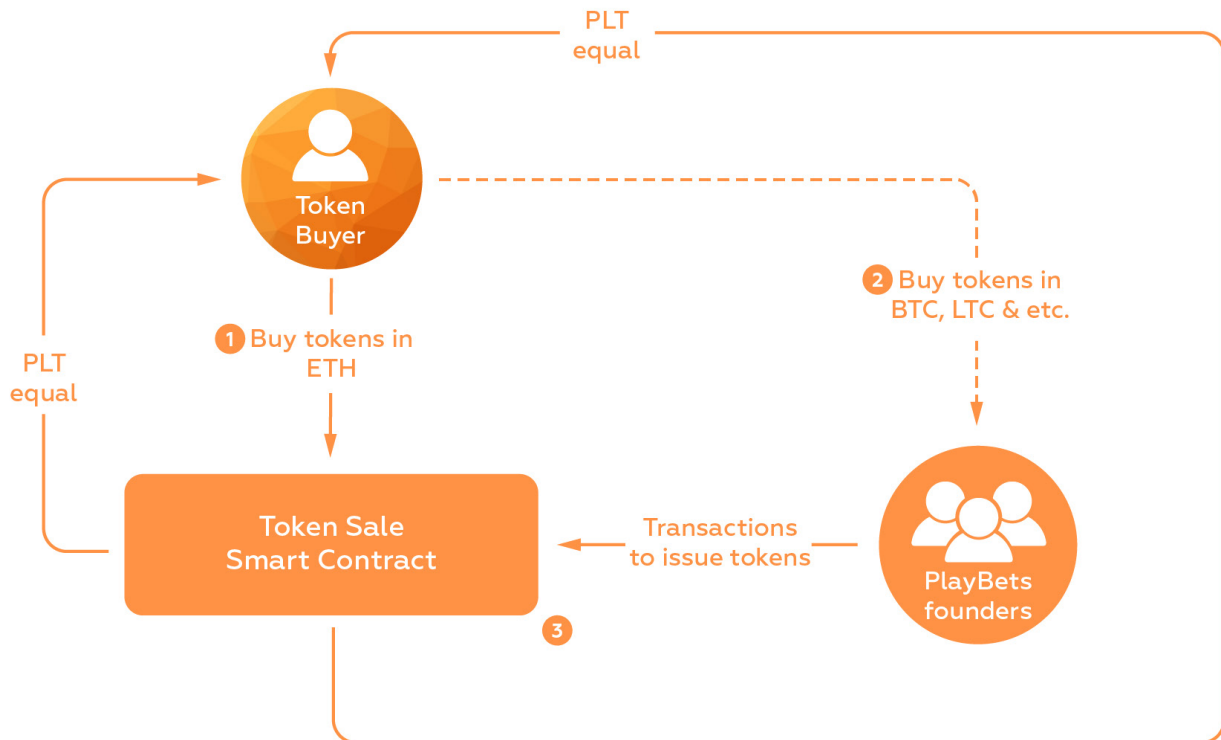 PLT
equal
Token
Buyer
2 Buy tokens in
BTC, LTC & etc.
1 Buy tokens in
ETH
PLT
equal
Token Sale
Smart Contract
Transactions
to issue tokens
PlayBets
founders
3